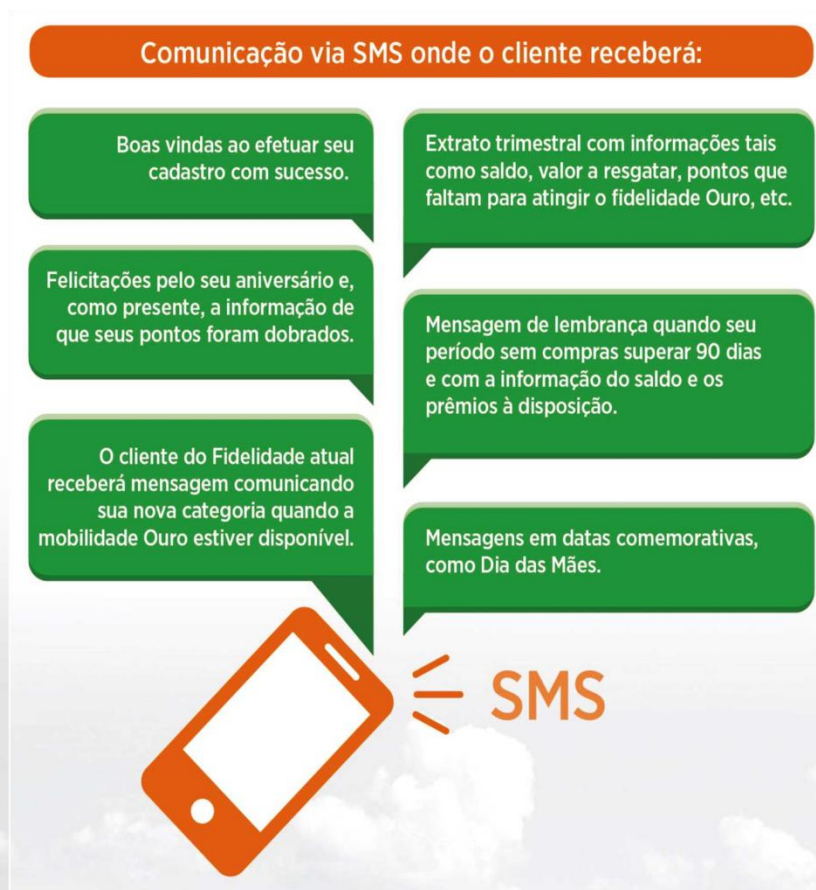 Comunicação via SMS onde o cliente receberá:
Boas vindas ao efetuar seu
cadastro com sucesso.
Felicitações pelo seu aniversário e,
como presente, a informação de
que seus pontos foram dobrados.
O cliente do Fidelidade atual
receberá mensagem comunicando
sua nova categoria quando a
mobilidade Ouro estiver disponível.
Extrato trimestral com informações tais
como saldo, valor a resgatar, pontos que
faltam para atingir o fidelidade Ouro, etc.
Mensagem de lembrança quando seu
período sem compras superar 90 dias
e com a informação do saldo e os
prêmios à disposição.
Mensagens em datas comemorativas,
como Dia das Mães.
SMS